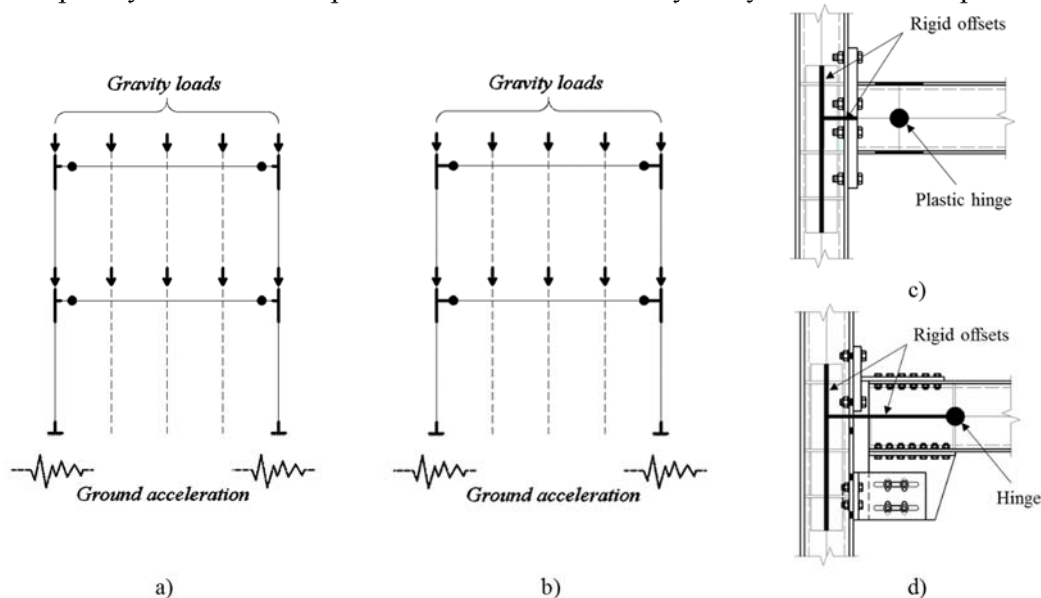 Gravity loads
Ground acceleration
a)
Gravity loads
Ground acceleration
b)
Rigid offsets
Plastic hinge
c)
Rigid offsets
Hinge
d)